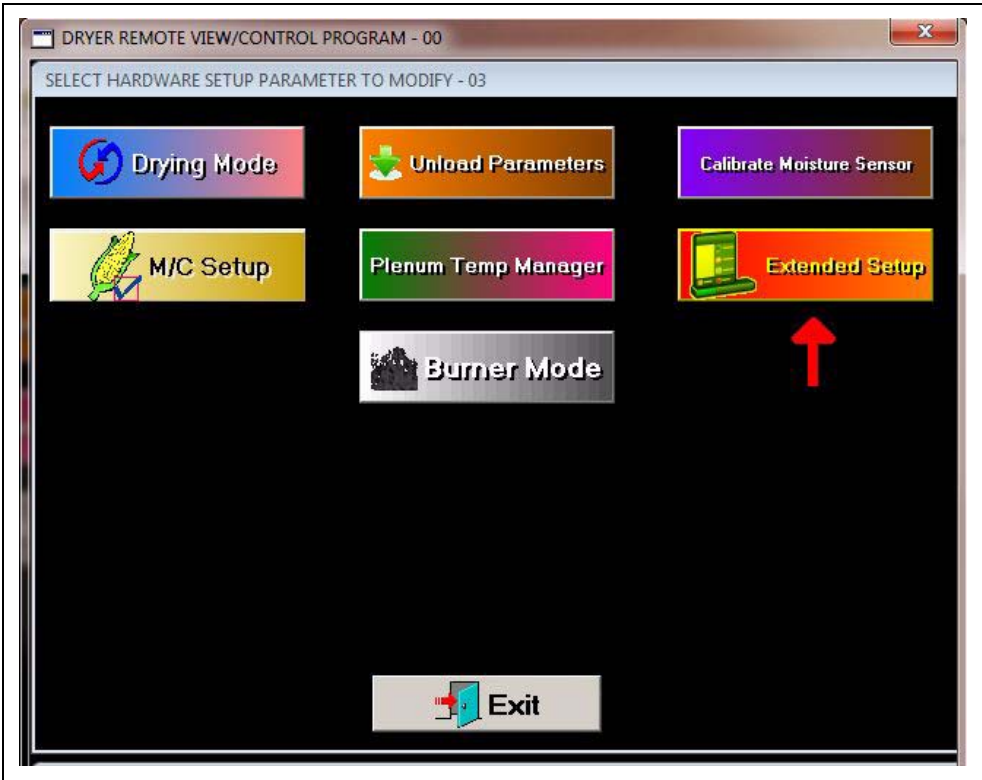 DRYER REMOTE VIEW/CONTROL PROGRAM - 00
SELECT HARDWARE SETUP PARAMETER TO MODIFY - 03
Drying Mode
Unload Parameters
Calibrate Moisture Sensor
M/C Setup
Plenum Temp Manager
Extended Setup
Burner Mode
Exit